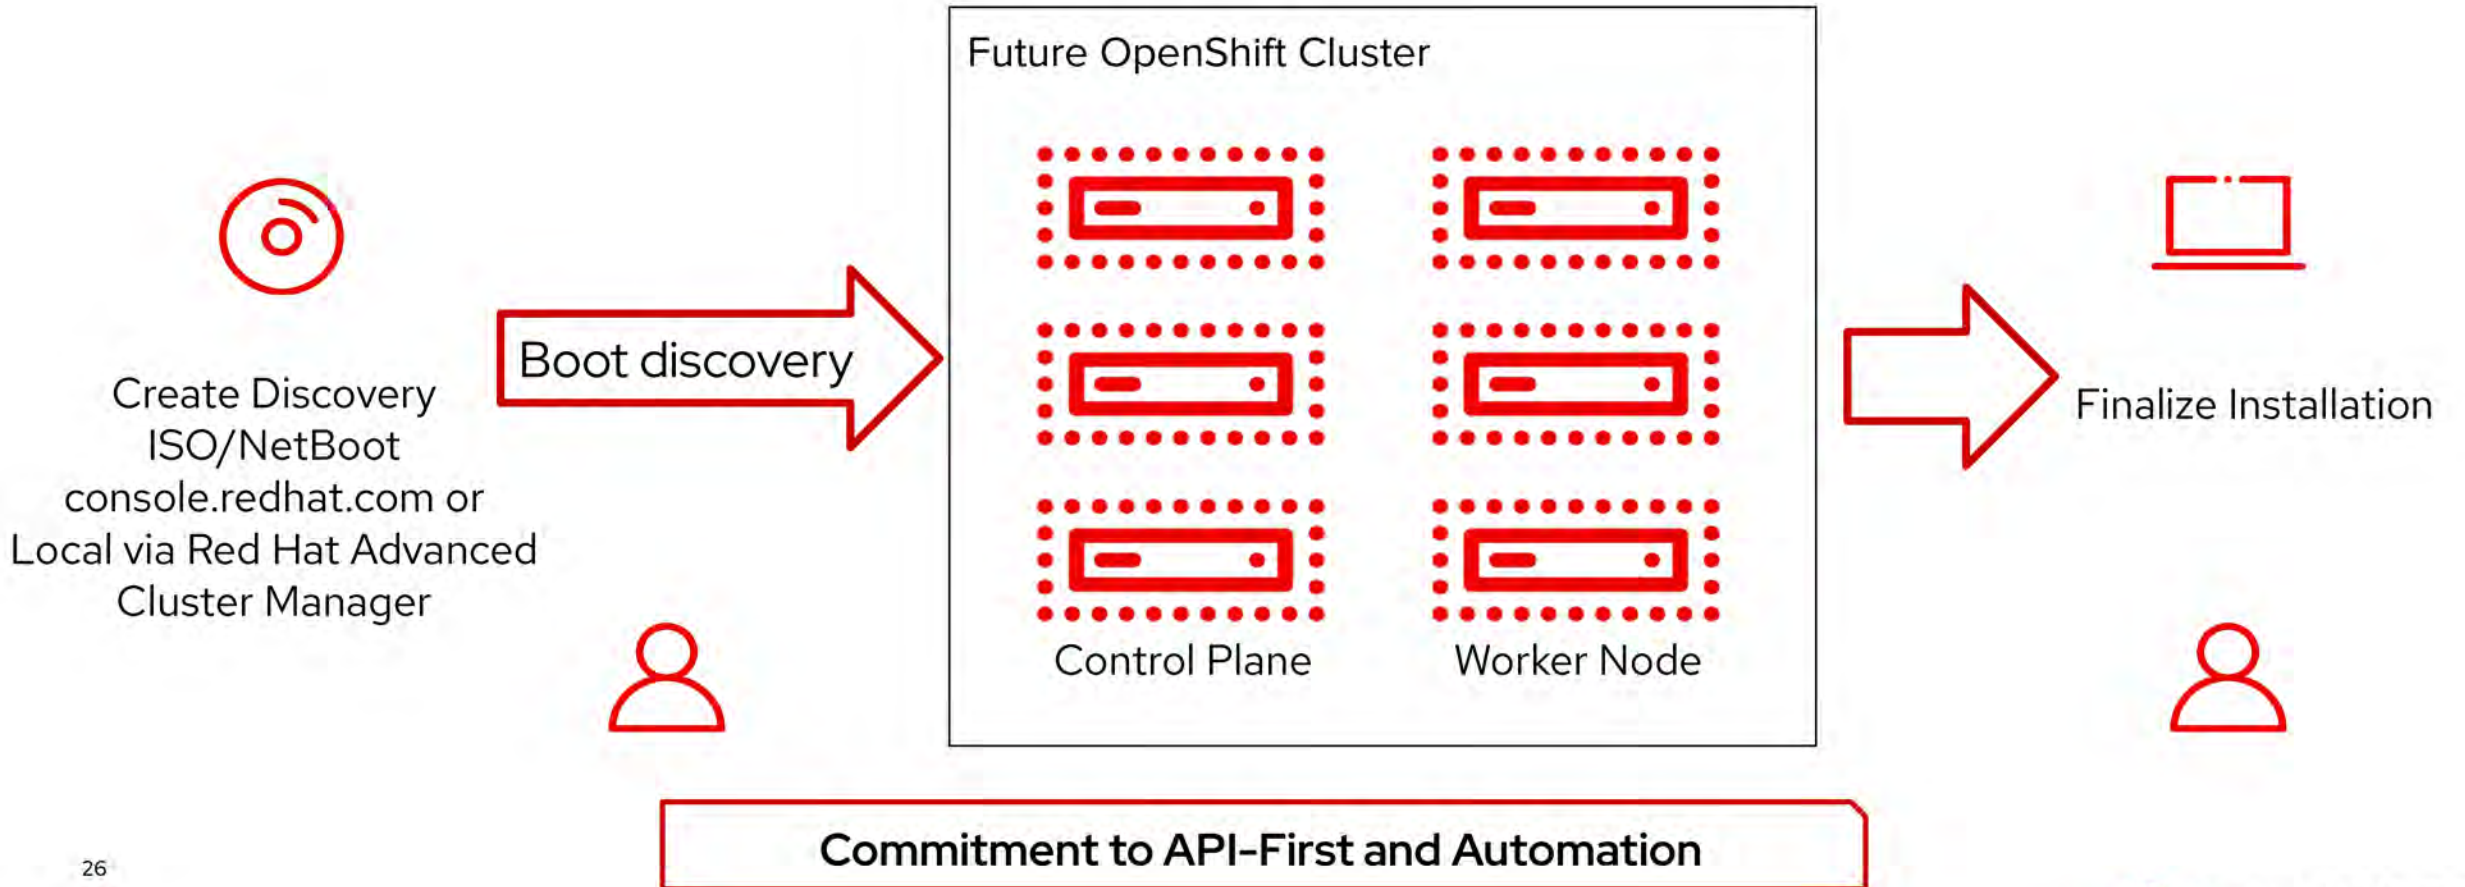 Future OpenShift Cluster
Boot discovery
Create Discovery
ISO/NetBoot
console.redhat.com or
Local via Red Hat Advanced
Cluster Manager
Control Plane
Worker Node
Finalize Installation
Commitment to API-First and Automation
26